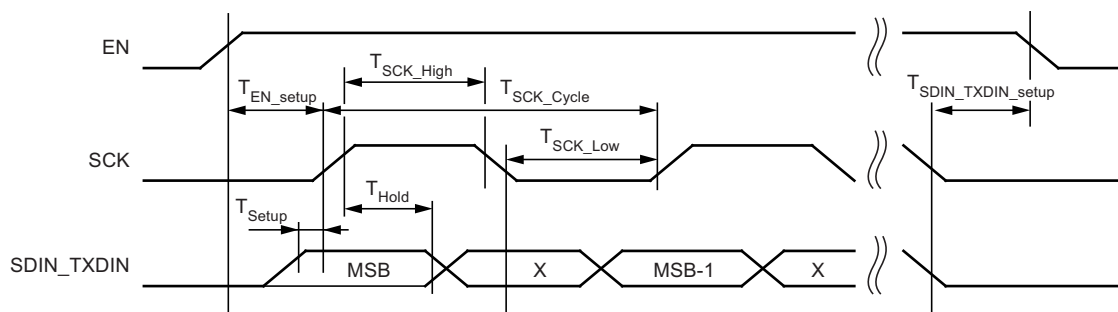 EN
T_SCK_High
T_EN_setup
T_SCK_Cycle
T_SDIN_TXDIN_setup
T_SCK_Low
SCK
T_Hold
T_Setup
SDIN_TXDIN
MSB
X
MSB-1
X